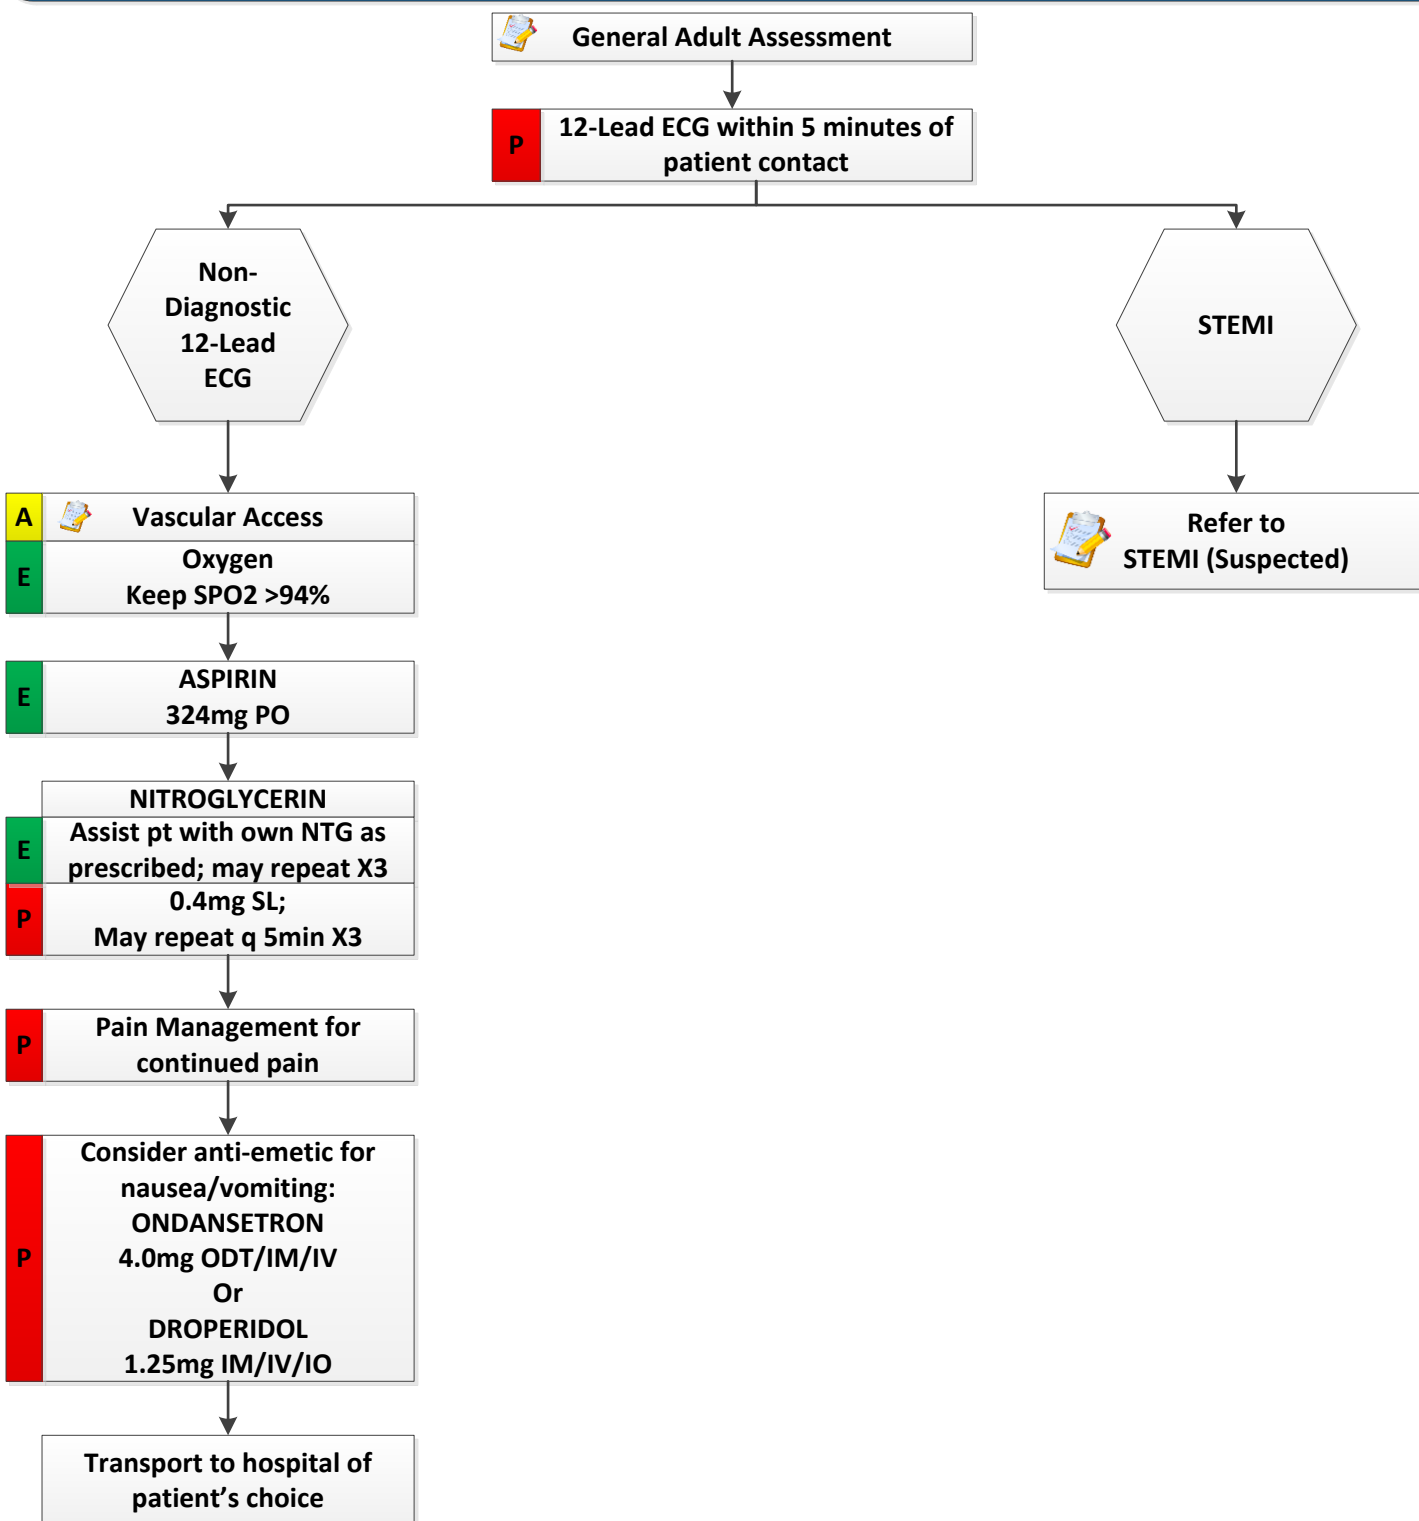 General Adult Assessment
P
12-Lead ECG within 5 minutes of
patient contact
Non-
Diagnostic
12-Lead
ECG
STEMI
A
Vascular Access
E
Oxygen
Keep SPO2 >94%
Refer to
STEMI (Suspected)
E
ASPIRIN
324mg PO
NITROGLYCERIN
E
Assist pt with own NTG as
prescribed; may repeat X3
P
0.4mg SL;
May repeat q 5min X3
P
Pain Management for
continued pain
P
Consider anti-emetic for
nausea/vomiting:
ONDANSETRON
4.0mg ODT/IM/IV
Or
DROPERIDOL
1.25mg IM/IV/IO
Transport to hospital of
patient’s choice